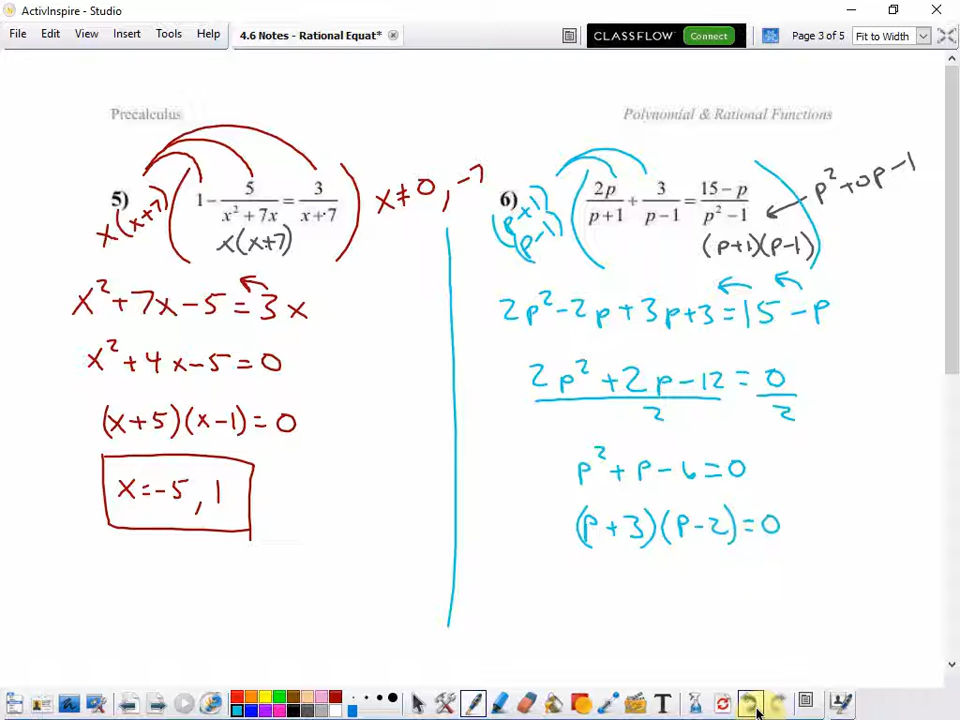 ActivInspire - Studio
File Edit View Insert Tools Help
4.6 Notes - Rational Equat*
CLASSFLOW Connect
Page 3 of 5
Fit to Width
Precalculus
Polynomial & Rational Functions
5) x(x+7) ( 1 - 5/(x² + 7x) = 3/(x + 7) ) x≠0, -7
x(x+7)
x² + 7x - 5 = 3x
x² + 4x - 5 = 0
(x+5)(x-1) = 0
x = -5, 1
6) (p+1)(p-1) ( 2p/(p + 1) + 3/(p - 1) = (15 - p)/(p² - 1) ) ← p² + 0p - 1
(p+1)(p-1)
2p² - 2p + 3p + 3 = 15 - p
2p² + 2p - 12 = 0
2 2
p² + p - 6 = 0
(p+3)(p-2) = 0
T